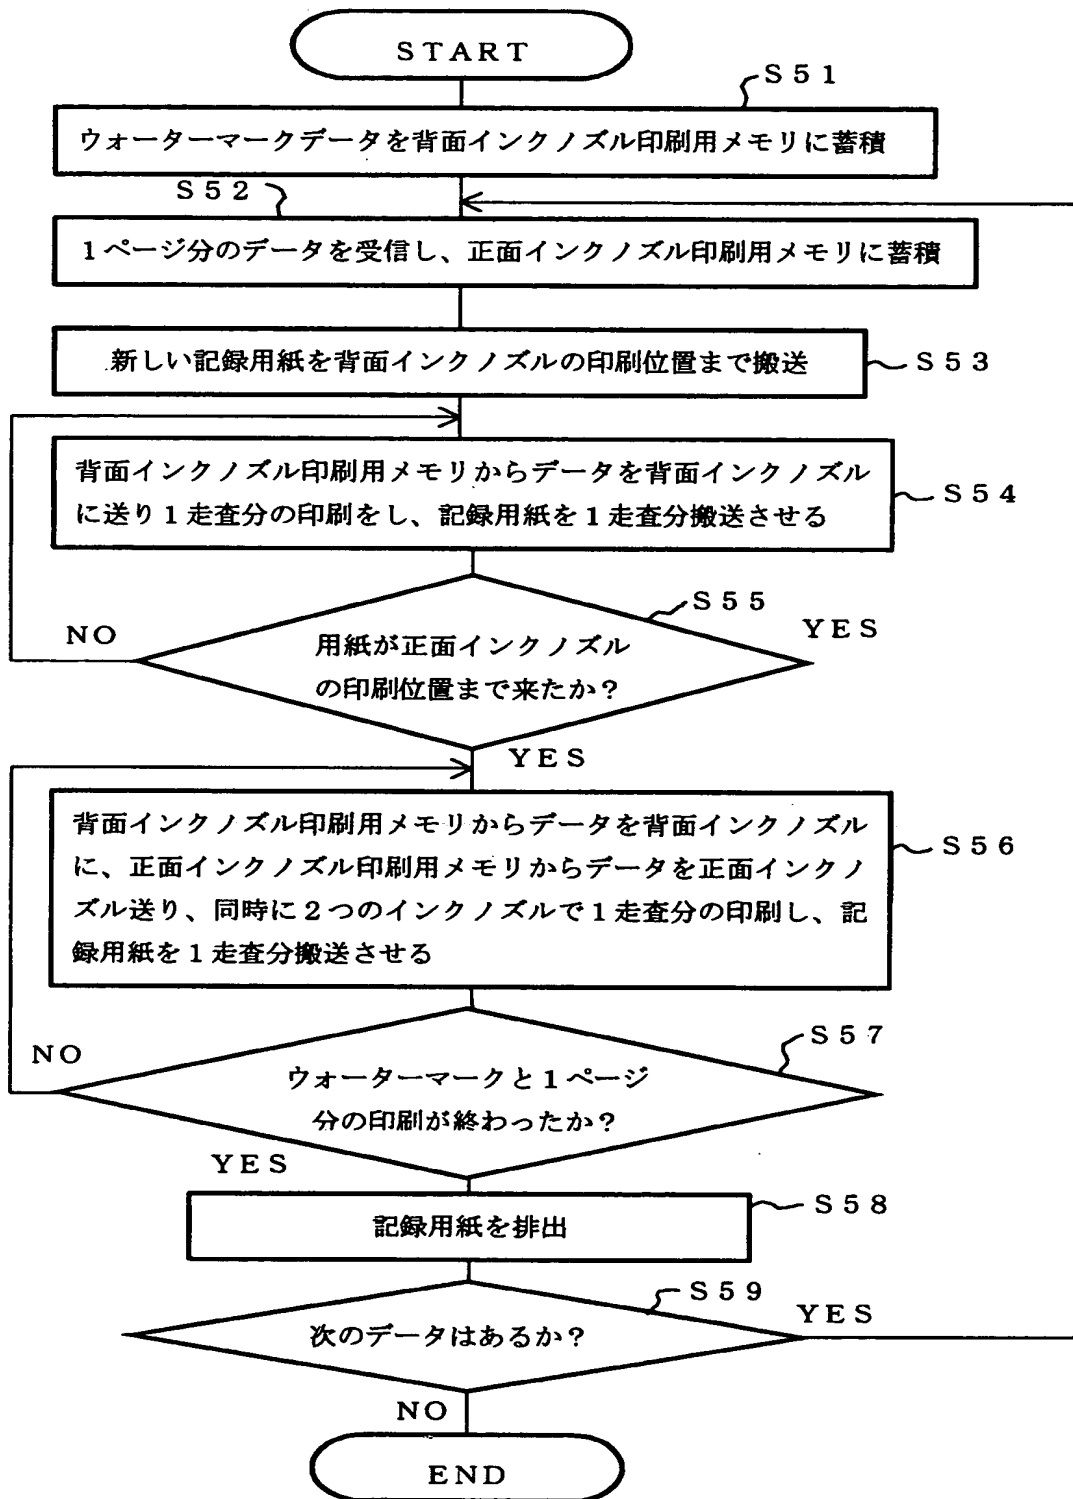 START
S51
ウォーターマークデータを背面インクノズル印刷用メモリに蓄積
S52
1ページ分のデータを受信し、正面インクノズル印刷用メモリに蓄積
新しい記録用紙を背面インクノズルの印刷位置まで搬送
S53
背面インクノズル印刷用メモリからデータを背面インクノズル
に送り1走査分の印刷をし、記録用紙を1走査分搬送させる
S54
S55
NO
YES
用紙が正面インクノズル
の印刷位置まで来たか?
YES
背面インクノズル印刷用メモリからデータを背面インクノズル
に、正面インクノズル印刷用メモリからデータを正面インクノ
ズル送り、同時に2つのインクノズルで1走査分の印刷し、記
録用紙を1走査分搬送させる
S56
S57
NO
ウォーターマークと1ページ
分の印刷が終わったか?
YES
S58
記録用紙を排出
S59
YES
次のデータはあるか?
NO
END